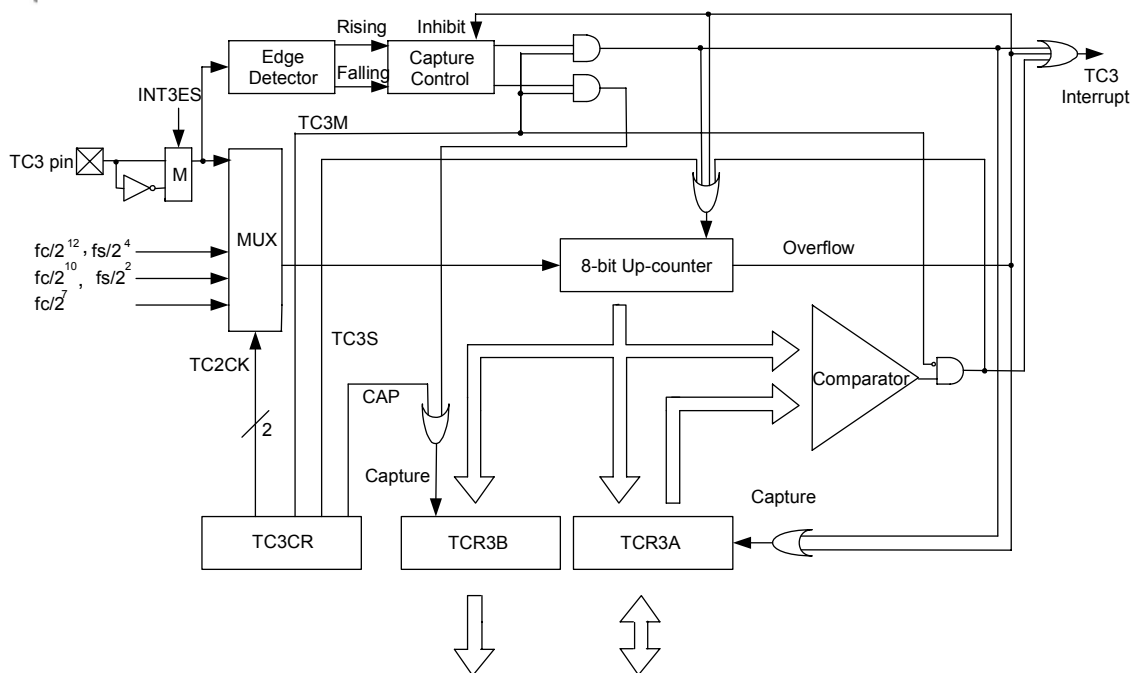 Rising
Inhibit
Edge
Detector
Capture
Control
Falling
TC3
Interrupt
INT3ES
TC3M
TC3 pin
M
MUX
fc/2^12, fs/2^4
fc/2^10, fs/2^2
fc/2^7
8-bit Up-counter
Overflow
TC3S
TC2CK
Comparator
CAP
2
Capture
Capture
TC3CR
TCR3B
TCR3A